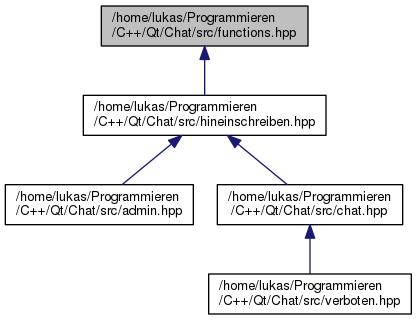 /home/lukas/Programmieren
/C++/Qt/Chat/src/functions.hpp
/home/lukas/Programmieren
/C++/Qt/Chat/src/hineinschreiben.hpp
/home/lukas/Programmieren
/C++/Qt/Chat/src/admin.hpp
/home/lukas/Programmieren
/C++/Qt/Chat/src/chat.hpp
/home/lukas/Programmieren
/C++/Qt/Chat/src/verboten.hpp